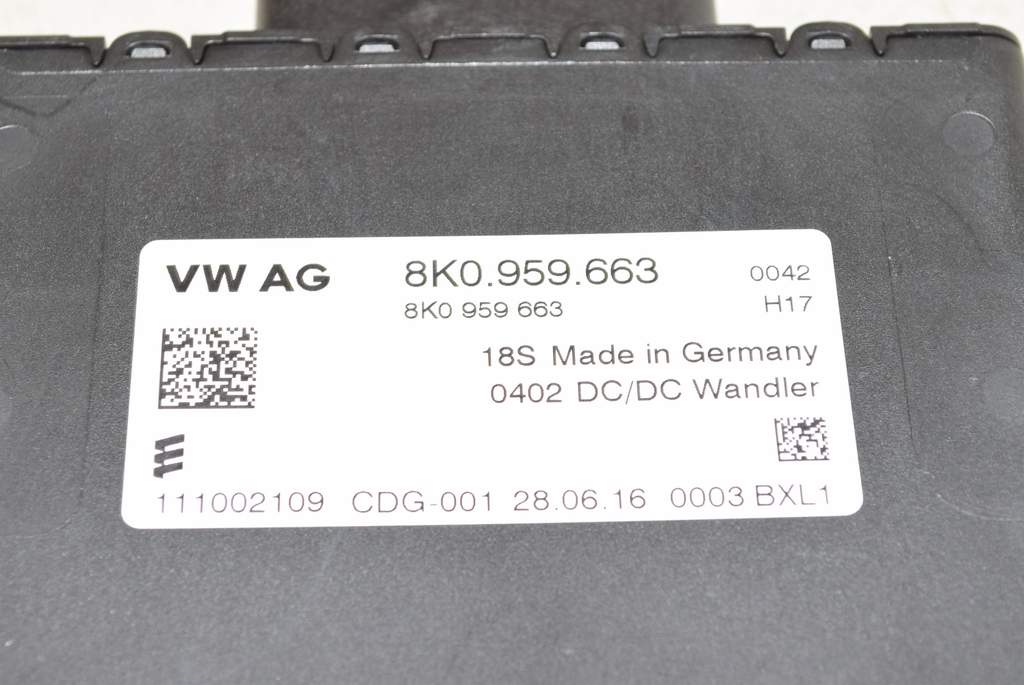 VW AG 8K0.959.663 0042
8K0 959 663 H17
18S Made in Germany
0402 DC/DC Wandler
111002109 CDG-001 28.06.16 0003 BXL1